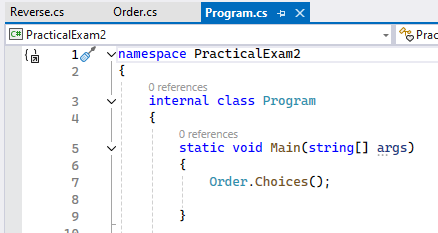 Reverse.cs Order.cs Program.cs
C# PracticalExam2 Prac
1 namespace PracticalExam2
2 {
0 references
3 internal class Program
4 {
0 references
5 static void Main(string[] args)
6 {
7 Order.Choices();
8
9 }
10